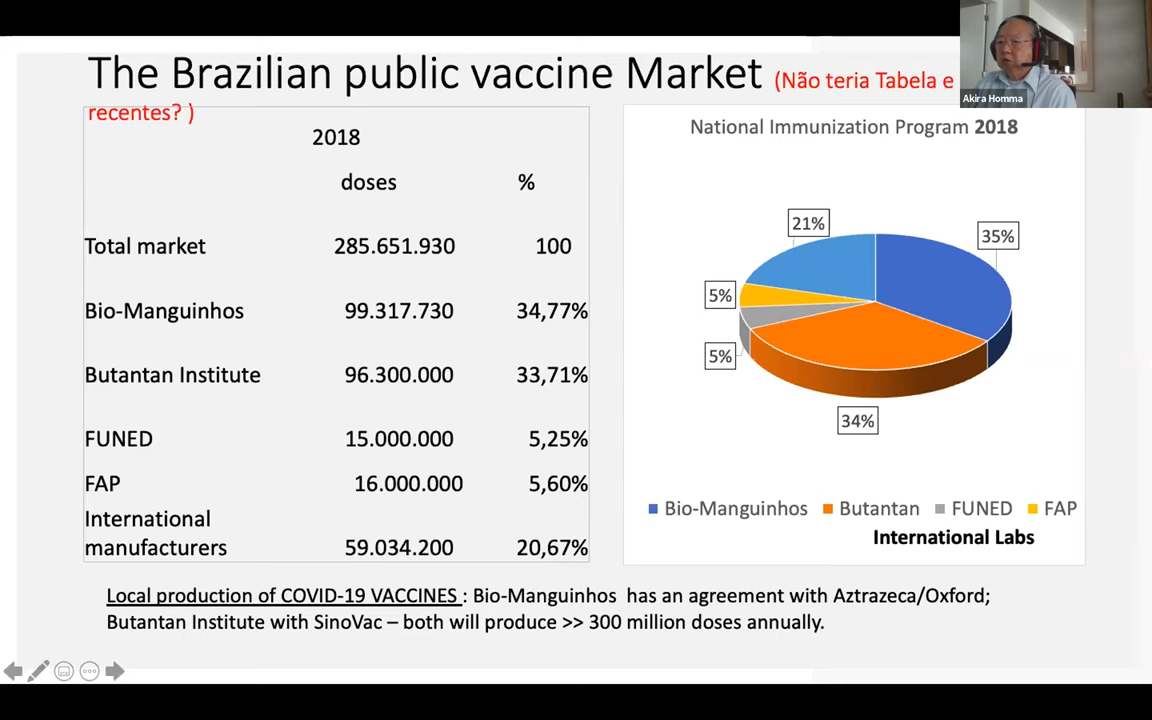 The Brazilian public vaccine Market (Não teria Tabela e
recentes? )
Akira Homma
2018
doses %
Total market 285.651.930 100
Bio-Manguinhos 99.317.730 34,77%
Butantan Institute 96.300.000 33,71%
FUNED 15.000.000 5,25%
FAP 16.000.000 5,60%
International
manufacturers 59.034.200 20,67%
National Immunization Program 2018
21%
35%
5%
5%
34%
Bio-Manguinhos Butantan FUNED FAP
International Labs
Local production of COVID-19 VACCINES : Bio-Manguinhos has an agreement with Aztrazeca/Oxford;
Butantan Institute with SinoVac – both will produce >> 300 million doses annually.